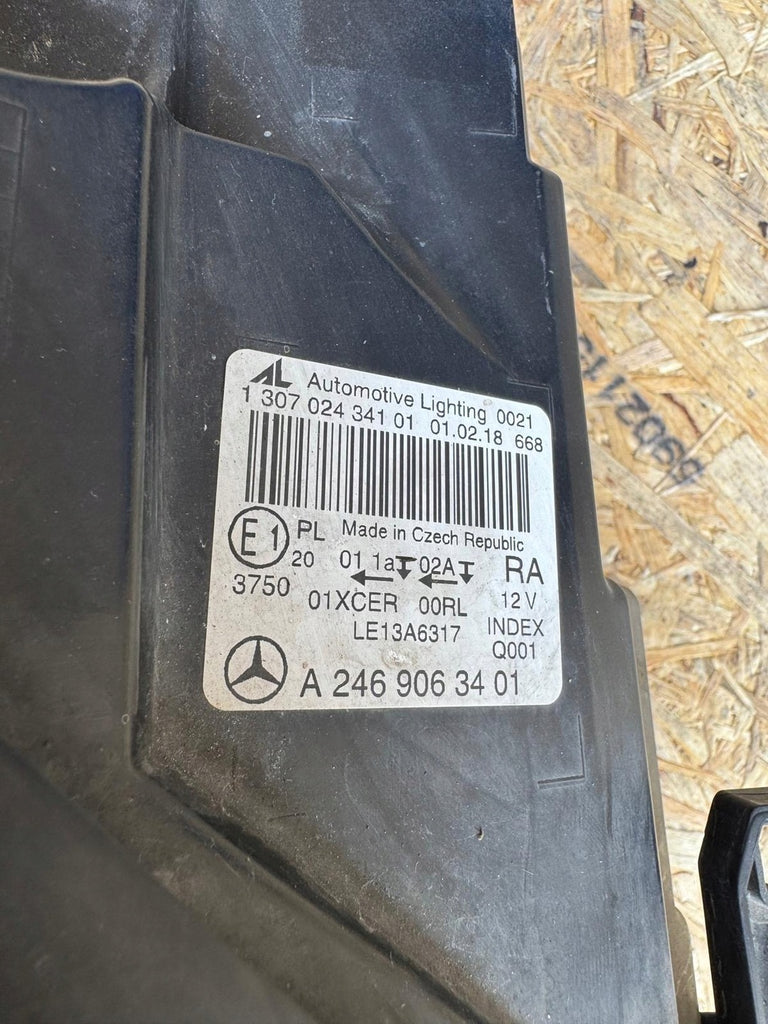 AL Automotive Lighting 0021
1 307 024 341 01 01.02.18 668
E1 PL Made in Czech Republic
20 01 1a 02A RA
3750 01XCER 00RL 12 V
LE13A6317 INDEX
Q001
A 246 906 34 01